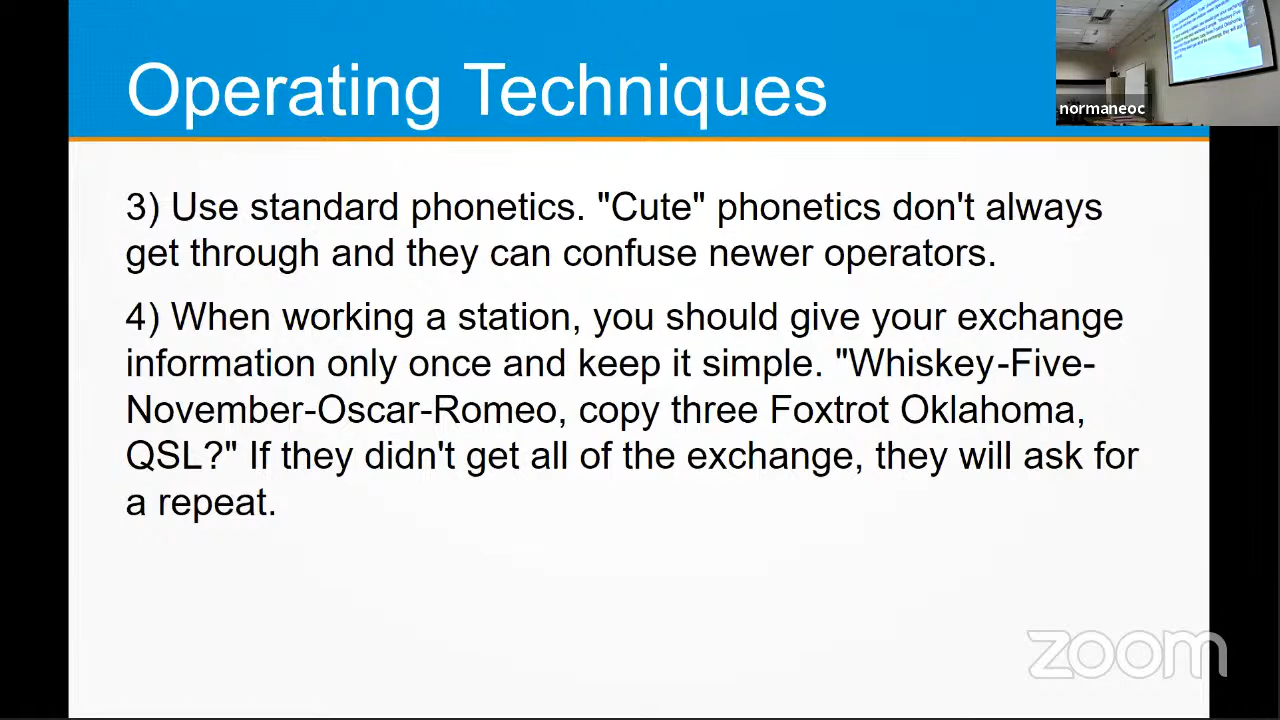 Operating Techniques
normaneoc
3) Use standard phonetics. "Cute" phonetics don't always
get through and they can confuse newer operators.
4) When working a station, you should give your exchange
information only once and keep it simple. "Whiskey-Five-
November-Oscar-Romeo, copy three Foxtrot Oklahoma,
QSL?" If they didn't get all of the exchange, they will ask for
a repeat.
zoom